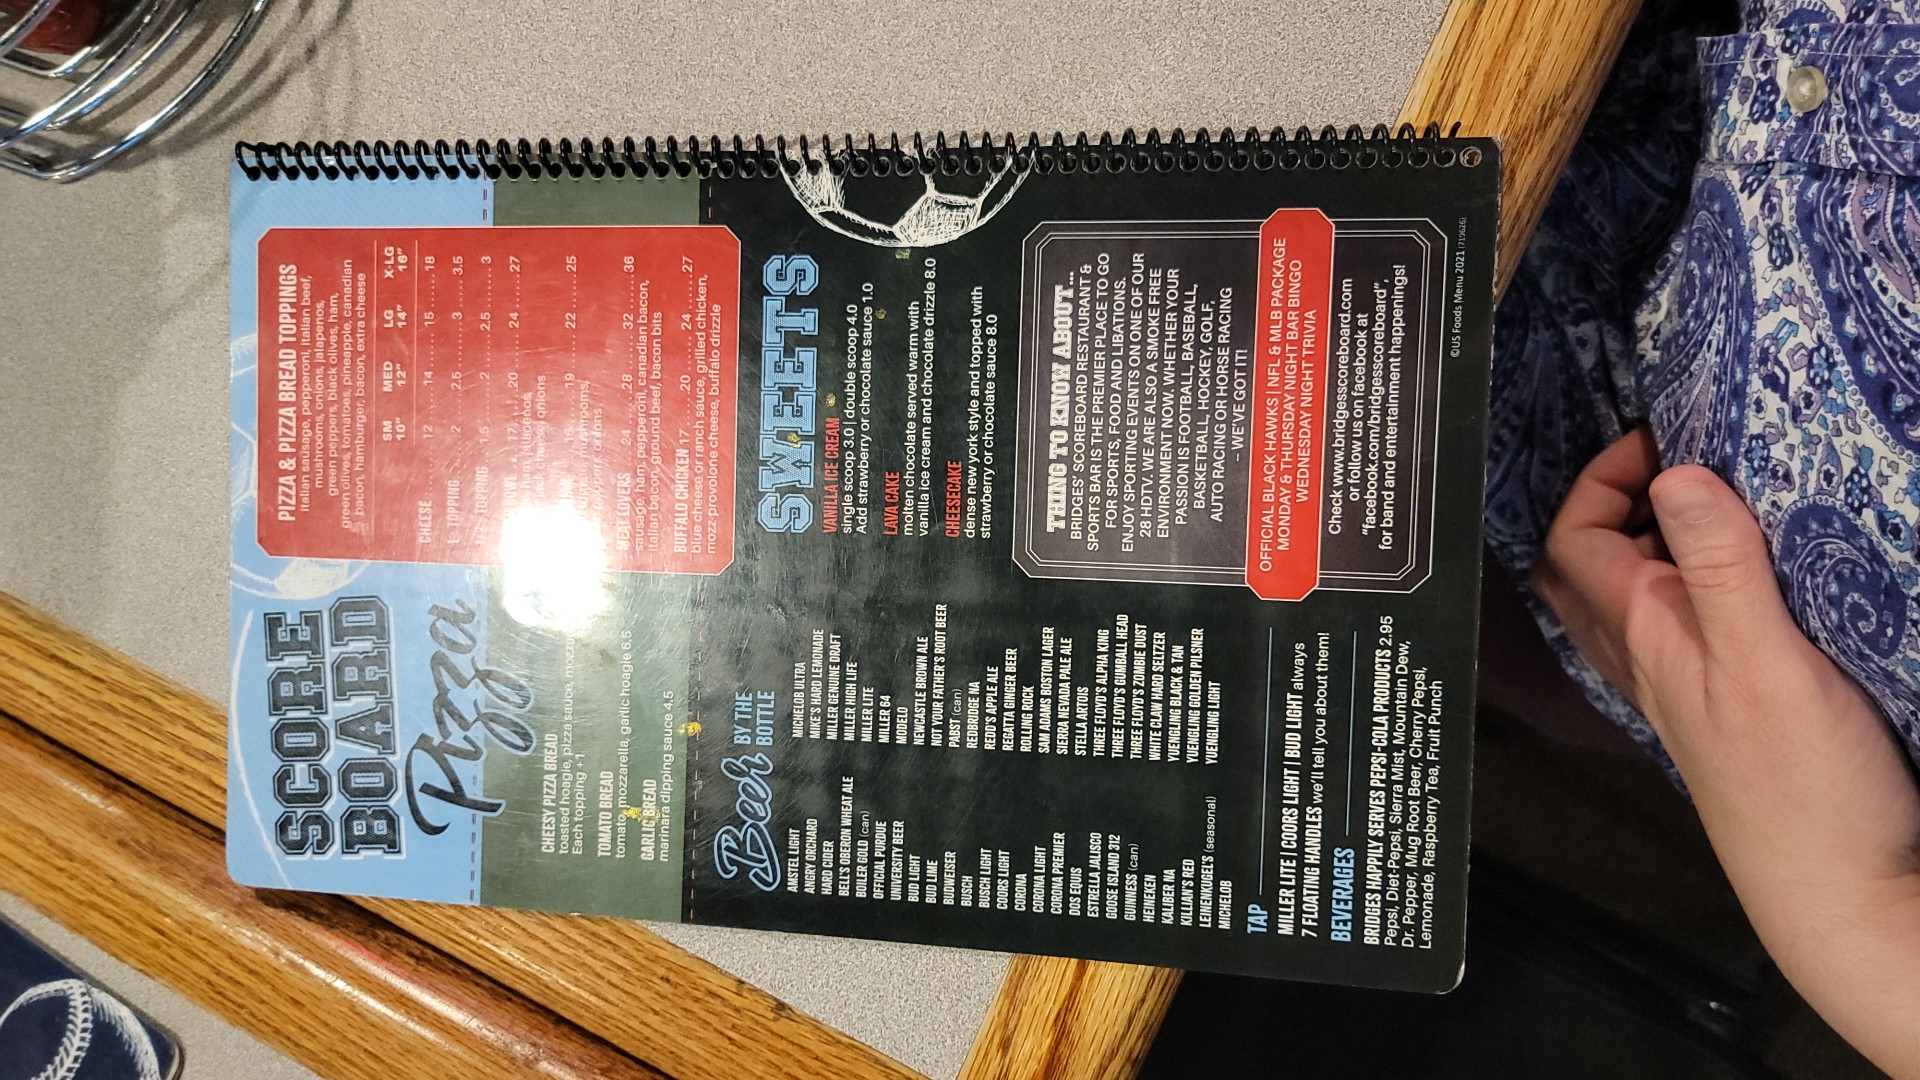 SCORE
BOARD
Pizza
CHEESY PIZZA BREAD
toasted hoagie, pizza sauce,
Each topping +1
TOMATO BREAD
tomato, mozzarella, garlic hoagie 6.5
GARLIC BREAD
marinara dipping sauce 4.5
PIZZA & PIZZA BREAD TOPPINGS
italian sausage, pepperoni, italian beef,
mushrooms, onions, jalapenos,
green peppers, black olives, ham,
green olives, tomatoes, pineapple, canadian
bacon, hamburger, bacon, extra cheese
SM MED LG X-LG
10" 12" 14" 16"
CHEESE 12 14 15 18
1 TOPPING 2 2.5 3 3.5
1/2 TOPPING 1.5 2 2.5 3
17 20 24 27
ham, jalapenos,
onions
19 22 25
mushrooms,
onions
MEAT LOVERS 24 28 32 36
sausage, ham, pepperoni, canadian bacon,
italian bacon, ground beef, bacon bits
BUFFALO CHICKEN 17 20 24 27
blue cheese or ranch sauce, grilled chicken,
mozz-provolone cheese, buffalo drizzle
Beer BY THE
BOTTLE
AMSTEL LIGHT
ANGRY ORCHARD
HARD CIDER
BELL'S OBERON WHEAT ALE
BOILER GOLD (can)
OFFICIAL PURDUE
UNIVERSITY BEER
BUD LIGHT
BUD LIME
BUDWEISER
BUSCH
BUSCH LIGHT
COORS LIGHT
CORONA
CORONA LIGHT
CORONA PREMIER
DOS EQUIS
ESTRELLA JALISCO
GOOSE ISLAND 312
GUINNESS (can)
HEINEKEN
KALIBER NA
KILLIAN'S RED
LEINENKUGEL'S (seasonal)
MICHELOB
MICHELOB ULTRA
MIKE'S HARD LEMONADE
MILLER GENUINE DRAFT
MILLER HIGH LIFE
MILLER LITE
MILLER 64
MODELO
NEWCASTLE BROWN ALE
NOT YOUR FATHER'S ROOT BEER
PABST (can)
REDBRIDGE NA
REDD'S APPLE ALE
REGATTA GINGER BEER
ROLLING ROCK
SAM ADAMS BOSTON LAGER
SIERRA NEVADA PALE ALE
STELLA ARTOIS
THREE FLOYD'S ALPHA KING
THREE FLOYD'S GUMBALL HEAD
THREE FLOYD'S ZOMBIE DUST
WHITE CLAW HARD SELTZER
YUENGLING BLACK & TAN
YUENGLING GOLDEN PILSNER
YUENGLING LIGHT
TAP
MILLER LITE | COORS LIGHT | BUD LIGHT always
7 FLOATING HANDLES we'll tell you about them!
BEVERAGES
BRIDGES HAPPILY SERVES PEPSI-COLA PRODUCTS 2.95
Pepsi, Diet-Pepsi, Sierra Mist, Mountain Dew,
Dr. Pepper, Mug Root Beer, Cherry Pepsi,
Lemonade, Raspberry Tea, Fruit Punch
SWEETS
VANILLA ICE CREAM
single scoop 3.0 | double scoop 4.0
Add strawberry or chocolate sauce 1.0
LAVA CAKE
molten chocolate served warm with
vanilla ice cream and chocolate drizzle 8.0
CHEESECAKE
dense new york style and topped with
strawberry or chocolate sauce 8.0
THING TO KNOW ABOUT...
BRIDGES' SCOREBOARD RESTAURANT &
SPORTS BAR IS THE PREMIER PLACE TO GO
FOR SPORTS, FOOD AND LIBATIONS.
ENJOY SPORTING EVENTS ON ONE OF OUR
28 HDTV. WE ARE ALSO A SMOKE FREE
ENVIRONMENT NOW. WHETHER YOUR
PASSION IS FOOTBALL, BASEBALL,
BASKETBALL, HOCKEY, GOLF,
AUTO RACING OR HORSE RACING
– WE'VE GOT IT!
OFFICIAL BLACK HAWKS | NFL & MLB PACKAGE
MONDAY & THURSDAY NIGHT BAR BINGO
WEDNESDAY NIGHT TRIVIA
Check www.bridgesscoreboard.com
or follow us on facebook at
"facebook.com/bridgesscoreboard",
for band and entertainment happenings!
©US Foods Menu 2021 (719626)